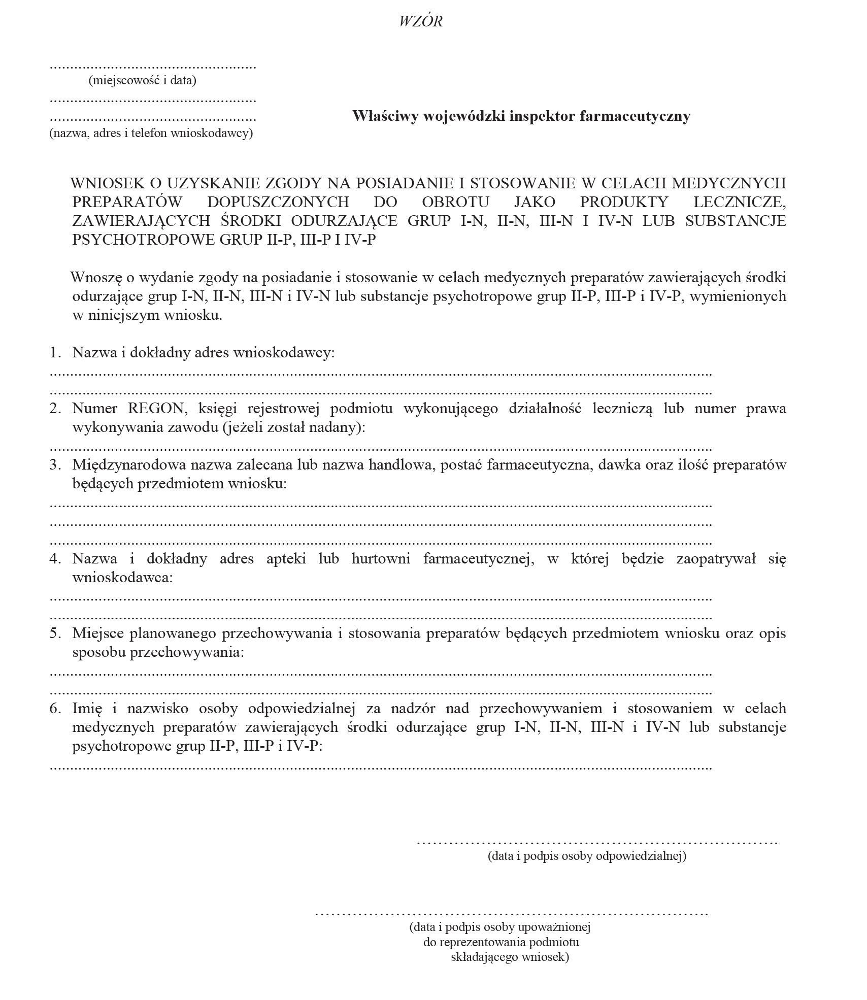 WZÓR
..................................................
(miejscowość i data)
..................................................
..................................................
Właściwy wojewódzki inspektor farmaceutyczny
(nazwa, adres i telefon wnioskodawcy)
WNIOSEK O UZYSKANIE ZGODY NA POSIADANIE I STOSOWANIE W CELACH MEDYCZNYCH
PREPARATÓW DOPUSZCZONYCH DO OBROTU JAKO PRODUKTY LECZNICZE,
ZAWIERAJĄCYCH ŚRODKI ODURZAJĄCE GRUP I-N, II-N, III-N I IV-N LUB SUBSTANCJE
PSYCHOTROPOWE GRUP II-P, III-P I IV-P
Wnoszę o wydanie zgody na posiadanie i stosowanie w celach medycznych preparatów zawierających środki
odurzające grup I-N, II-N, III-N i IV-N lub substancje psychotropowe grup II-P, III-P i IV-P, wymienionych
w niniejszym wniosku.
1. Nazwa i dokładny adres wnioskodawcy:
................................................................................
................................................................................
2. Numer REGON, księgi rejestrowej podmiotu wykonującego działalność leczniczą lub numer prawa
wykonywania zawodu (jeżeli został nadany):
................................................................................
3. Międzynarodowa nazwa zalecana lub nazwa handlowa, postać farmaceutyczna, dawka oraz ilość preparatów
będących przedmiotem wniosku:
................................................................................
................................................................................
................................................................................
4. Nazwa i dokładny adres apteki lub hurtowni farmaceutycznej, w której będzie zaopatrywał się
wnioskodawca:
................................................................................
................................................................................
5. Miejsce planowanego przechowywania i stosowania preparatów będących przedmiotem wniosku oraz opis
sposobu przechowywania:
................................................................................
................................................................................
6. Imię i nazwisko osoby odpowiedzialnej za nadzór nad przechowywaniem i stosowaniem w celach
medycznych preparatów zawierających środki odurzające grup I-N, II-N, III-N i IV-N lub substancje
psychotropowe grup II-P, III-P i IV-P:
................................................................................
………………………………………………………….
(data i podpis osoby odpowiedzialnej)
……………………………………………………………….
(data i podpis osoby upoważnionej
do reprezentowania podmiotu
składającego wniosek)